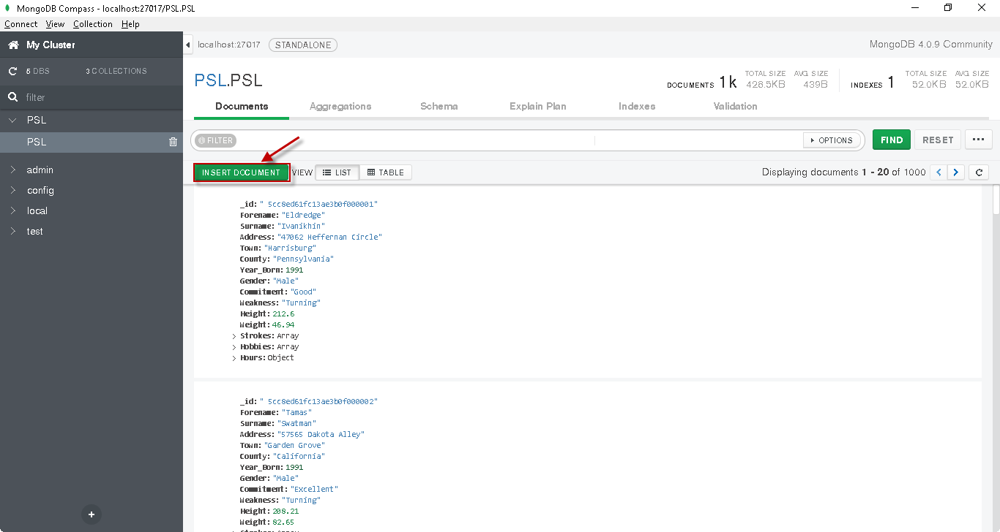 MongoDB Compass - localhost:27017/PSL.PSL
Connect View Collection Help
My Cluster
localhost:27017 STANDALONE MongoDB 4.0.9 Community
5 DBS 3 COLLECTIONS
filter
PSL
PSL
admin
config
local
test
PSL.PSL
DOCUMENTS 1k TOTAL SIZE 428.5KB AVG. SIZE 439B INDEXES 1 TOTAL SIZE 52.0KB AVG. SIZE 52.0KB
Documents Aggregations Schema Explain Plan Indexes Validation
FILTER OPTIONS FIND RESET ...
INSERT DOCUMENT VIEW LIST TABLE Displaying documents 1 - 20 of 1000
_id: " 5cc8ed61fc13ae3b0f000001"
Forename: "Eldredge"
Surname: "Ivanikhin"
Address: "47062 Heffernan Circle"
Town: "Harrisburg"
County: "Pennsylvania"
Year_Born: 1991
Gender: "Male"
Commitment: "Good"
Weakness: "Turning"
Height: 212.6
Weight: 46.94
Strokes: Array
Hobbies: Array
Hours: Object
_id: " 5cc8ed61fc13ae3b0f000002"
Forename: "Tamas"
Surname: "Swatman"
Address: "57565 Dakota Alley"
Town: "Garden Grove"
County: "California"
Year_Born: 1991
Gender: "Male"
Commitment: "Excellent"
Weakness: "Turning"
Height: 208.21
Weight: 82.65